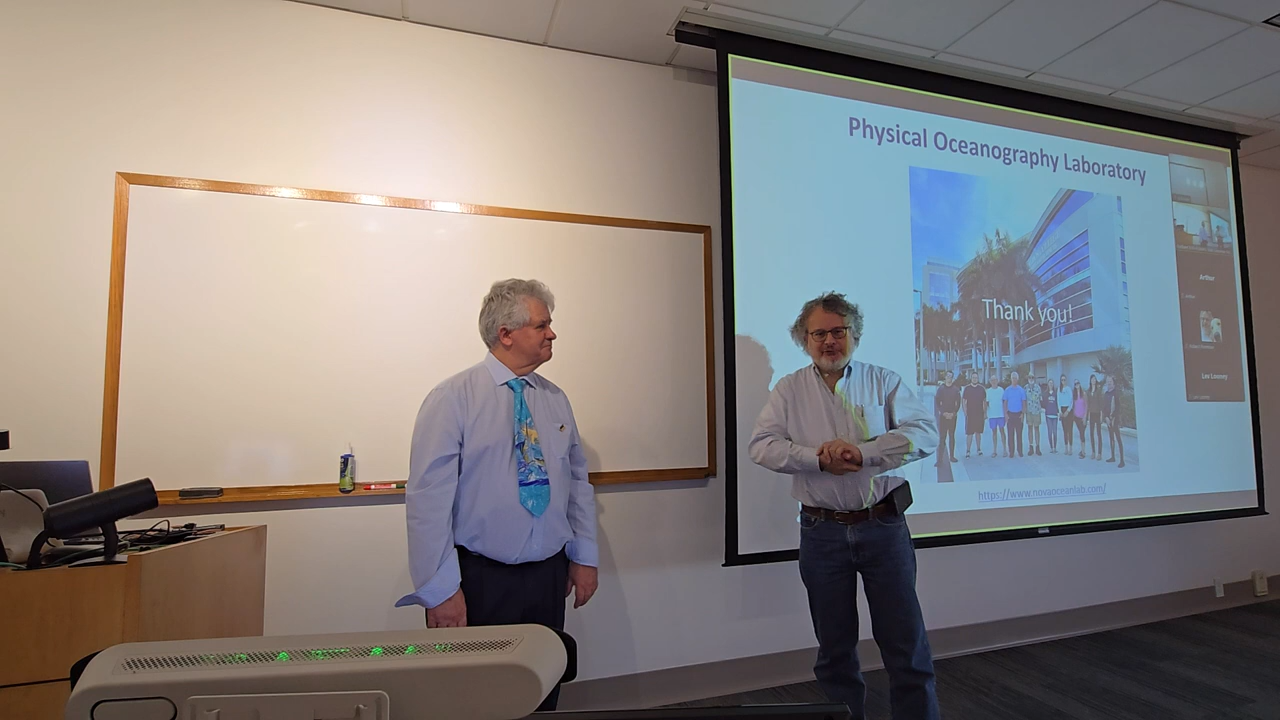 Physical Oceanography Laboratory
Thank you!
https://www.novaoceanlab.com/
Arthur
Les Looney